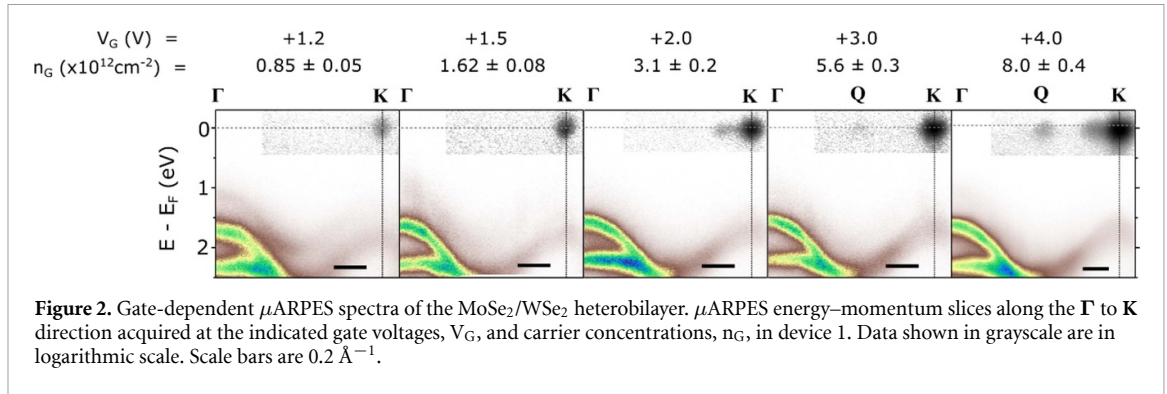 V_G (V) = +1.2 +1.5 +2.0 +3.0 +4.0
n_G (x10^12cm^-2) = 0.85 ± 0.05 1.62 ± 0.08 3.1 ± 0.2 5.6 ± 0.3 8.0 ± 0.4
Γ K Γ K Γ K Γ Q K Γ Q K
0
1
2
E - E_F (eV)
Figure 2. Gate-dependent μARPES spectra of the MoSe₂/WSe₂ heterobilayer. μARPES energy–momentum slices along the Γ to K
direction acquired at the indicated gate voltages, V_G, and carrier concentrations, n_G, in device 1. Data shown in grayscale are in
logarithmic scale. Scale bars are 0.2 Å⁻¹.